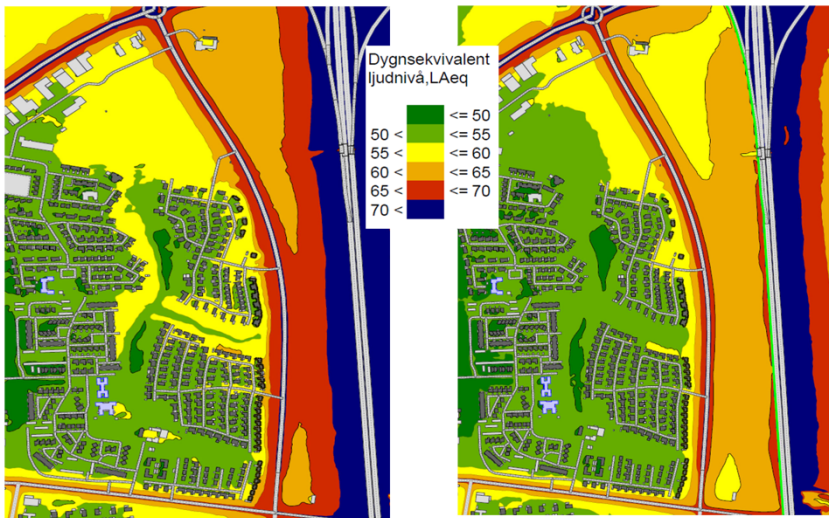 Dygnsekvivalent
ljudnivå,LAeq
<= 50
50 < <= 55
55 < <= 60
60 < <= 65
65 < <= 70
70 <